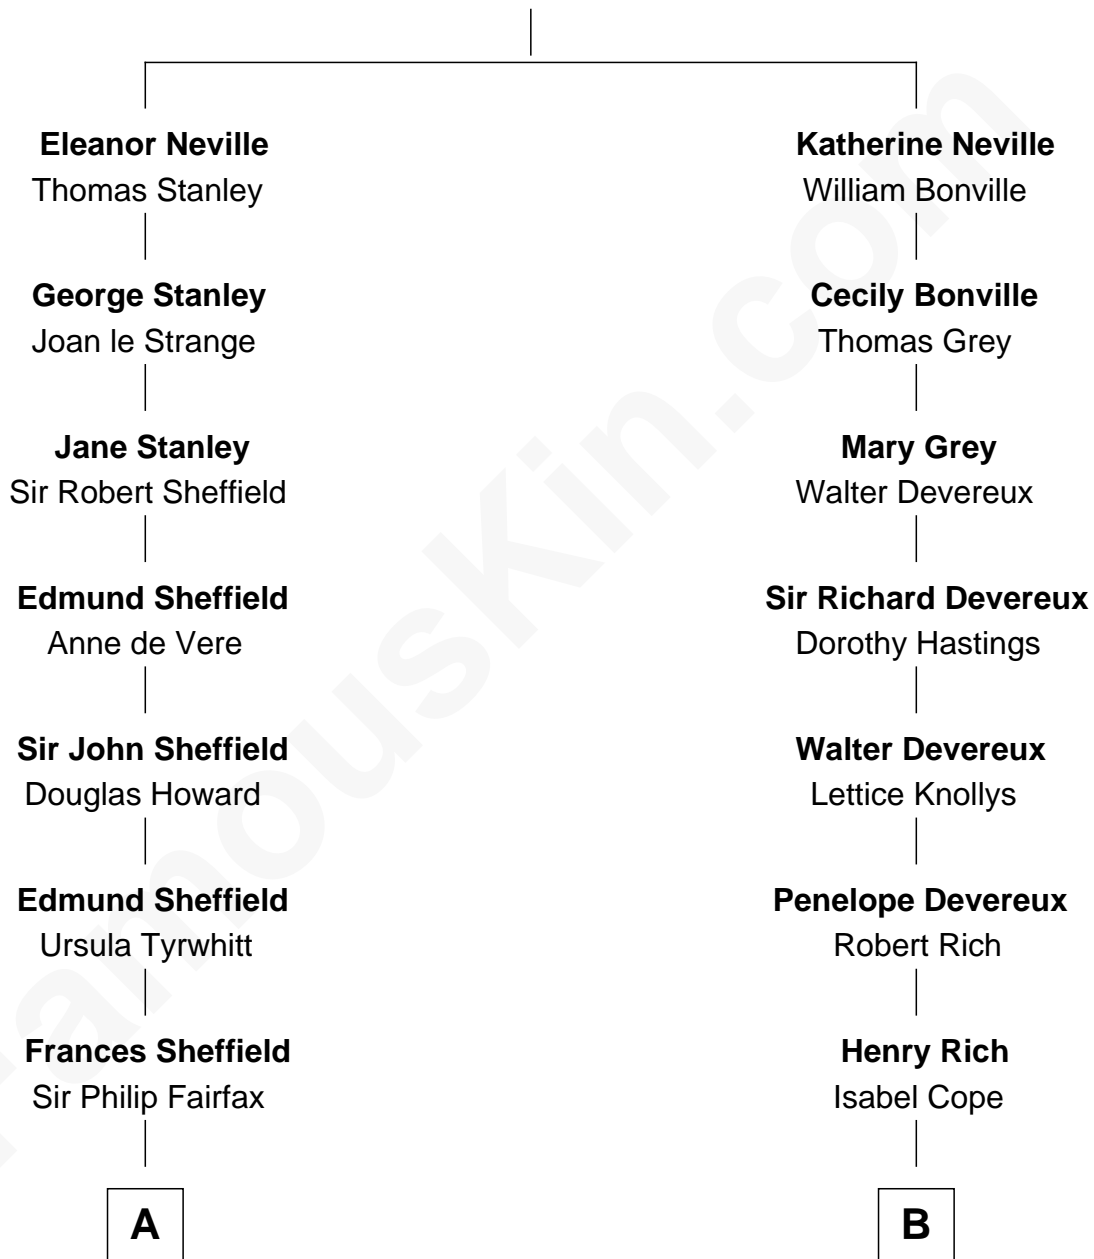 Eleanor Neville
Thomas Stanley
George Stanley
Joan le Strange
Jane Stanley
Sir Robert Sheffield
Edmund Sheffield
Anne de Vere
Sir John Sheffield
Douglas Howard
Edmund Sheffield
Ursula Tyrwhitt
Frances Sheffield
Sir Philip Fairfax
A
Katherine Neville
William Bonville
Cecily Bonville
Thomas Grey
Mary Grey
Walter Devereux
Sir Richard Devereux
Dorothy Hastings
Walter Devereux
Lettice Knollys
Penelope Devereux
Robert Rich
Henry Rich
Isabel Cope
B
FamousKin.com